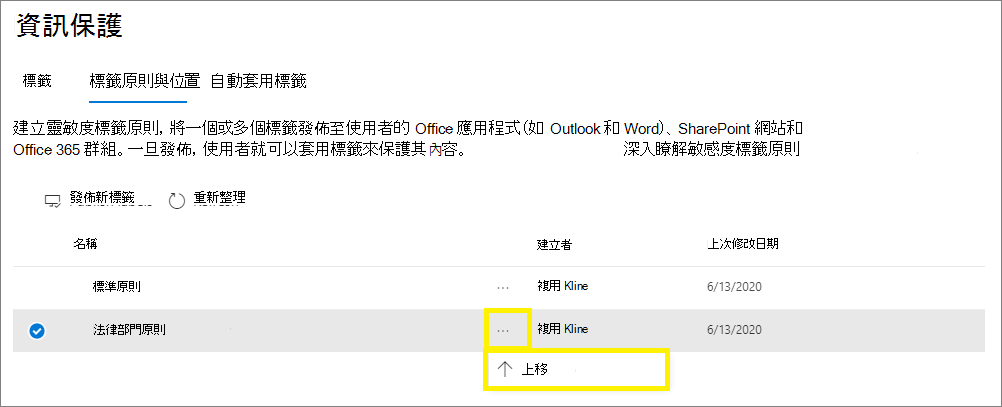 資訊保護
標籤 標籤原則與位置 自動套用標籤
建立靈敏度標籤原則, 將一個或多個標籤發佈至使用者的 Office 應用程式 (如 Outlook 和 Word)、SharePoint 網站和
Office 365 群組。一旦發佈, 使用者就可以套用標籤來保護其內容。 深入瞭解敏感度標籤原則
發佈新標籤 重新整理
名稱 建立者 上次修改日期
標準原則 ... 複用 Kline 6/13/2020
法律部門原則 ... 複用 Kline 6/13/2020
上移